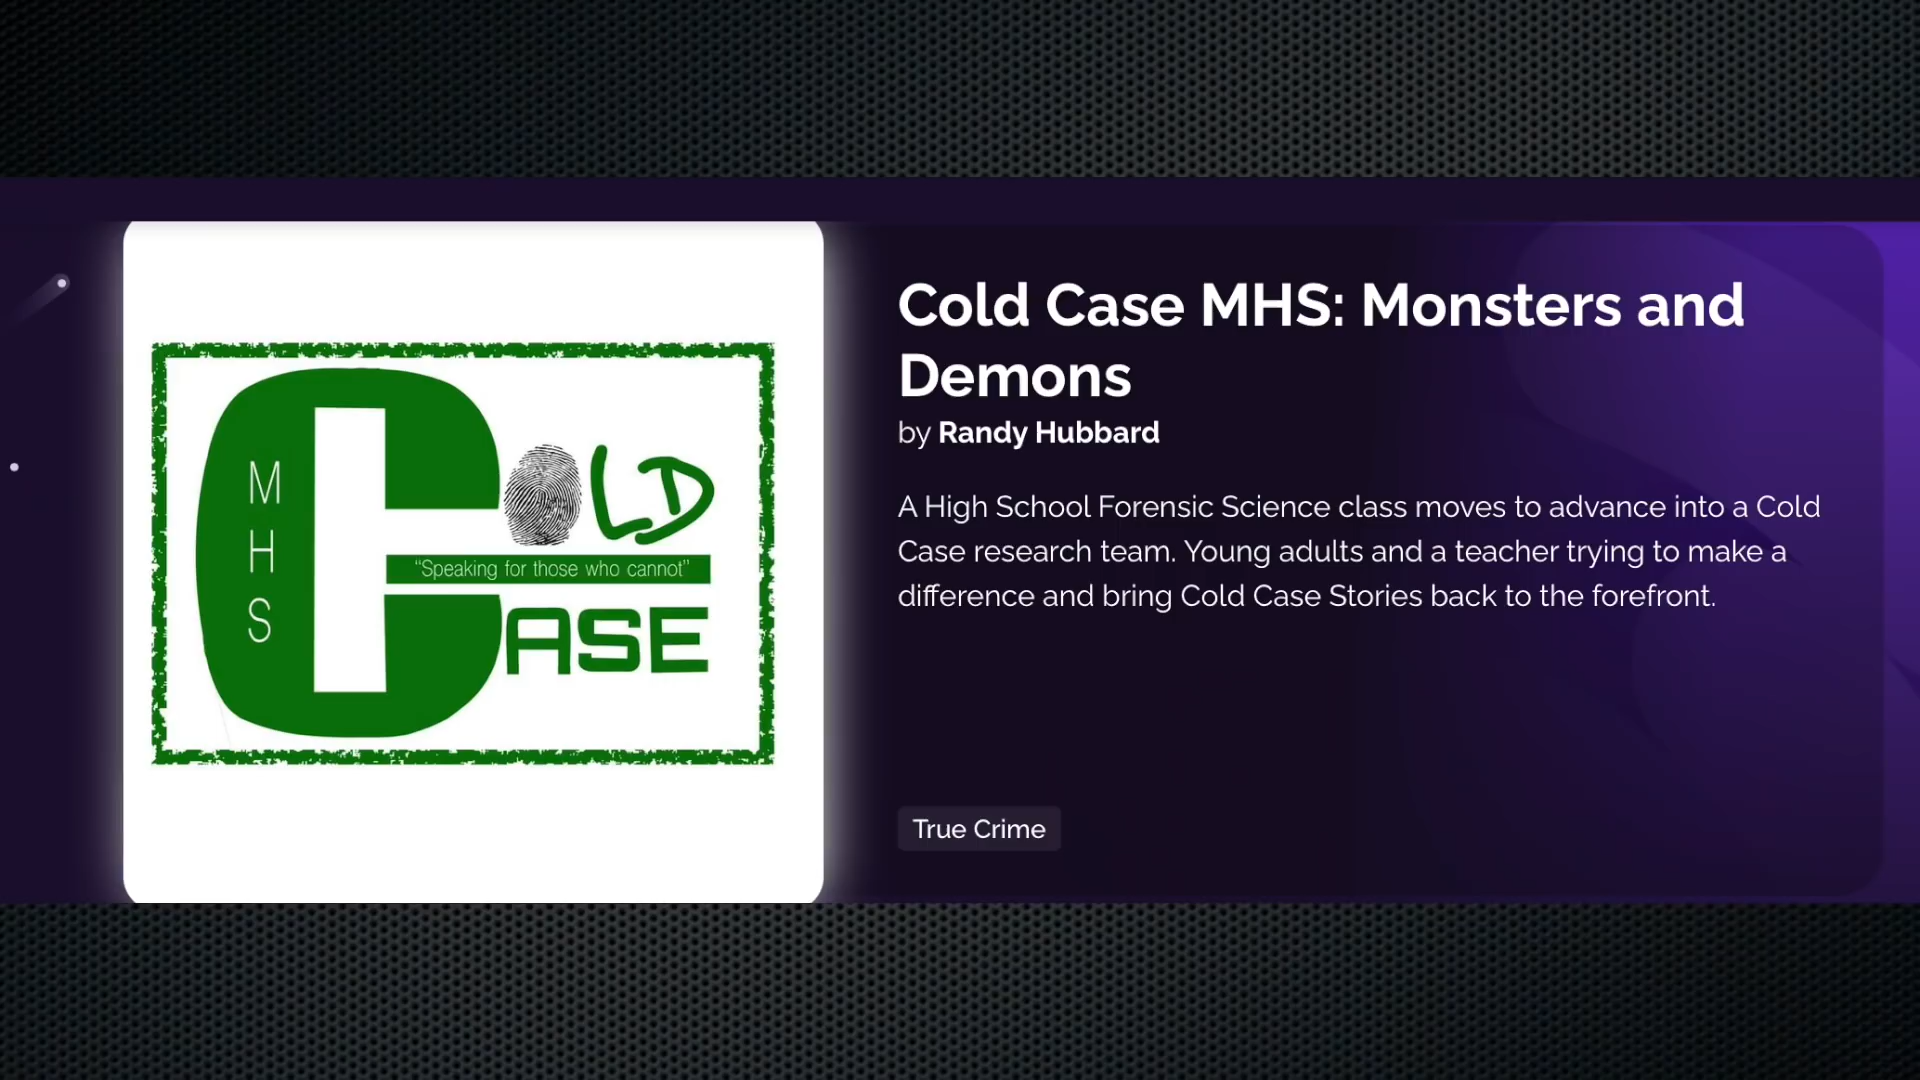 M
H
S
COLD
“Speaking for those who cannot”
CASE
Cold Case MHS: Monsters and
Demons
by Randy Hubbard
A High School Forensic Science class moves to advance into a Cold
Case research team. Young adults and a teacher trying to make a
difference and bring Cold Case Stories back to the forefront.
True Crime